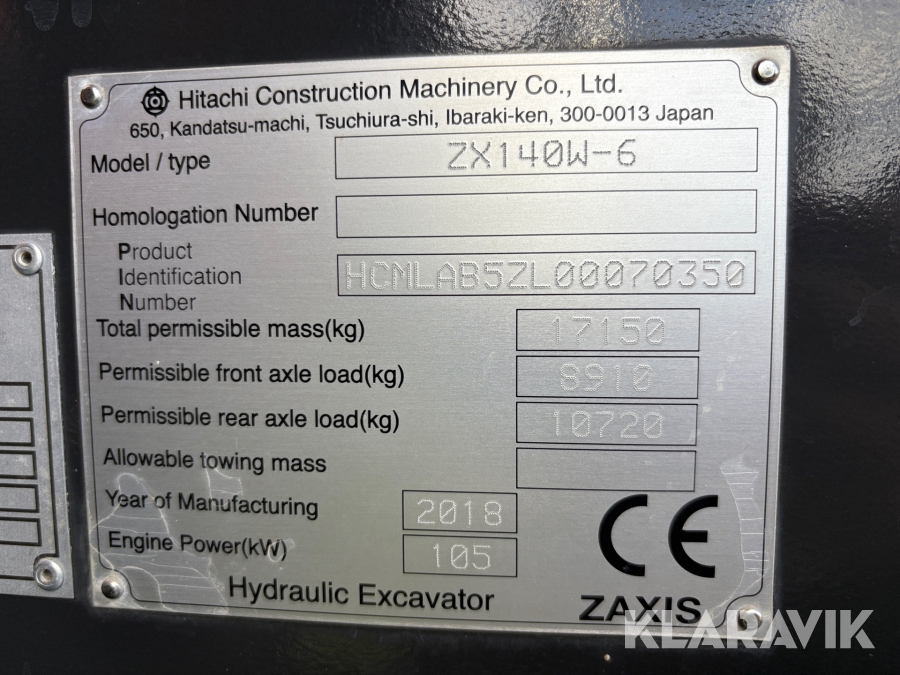 Hitachi Construction Machinery Co., Ltd.
650, Kandatsu-machi, Tsuchiura-shi, Ibaraki-ken, 300-0013 Japan
Model / type ZX140W-6
Homologation Number
Product
Identification HCMLAB5ZL00070350
Number
Total permissible mass(kg) 17150
Permissible front axle load(kg) 8910
Permissible rear axle load(kg) 10720
Allowable towing mass
Year of Manufacturing 2018
Engine Power(kW) 105
CE
Hydraulic Excavator ZAXIS
KLARAVIK